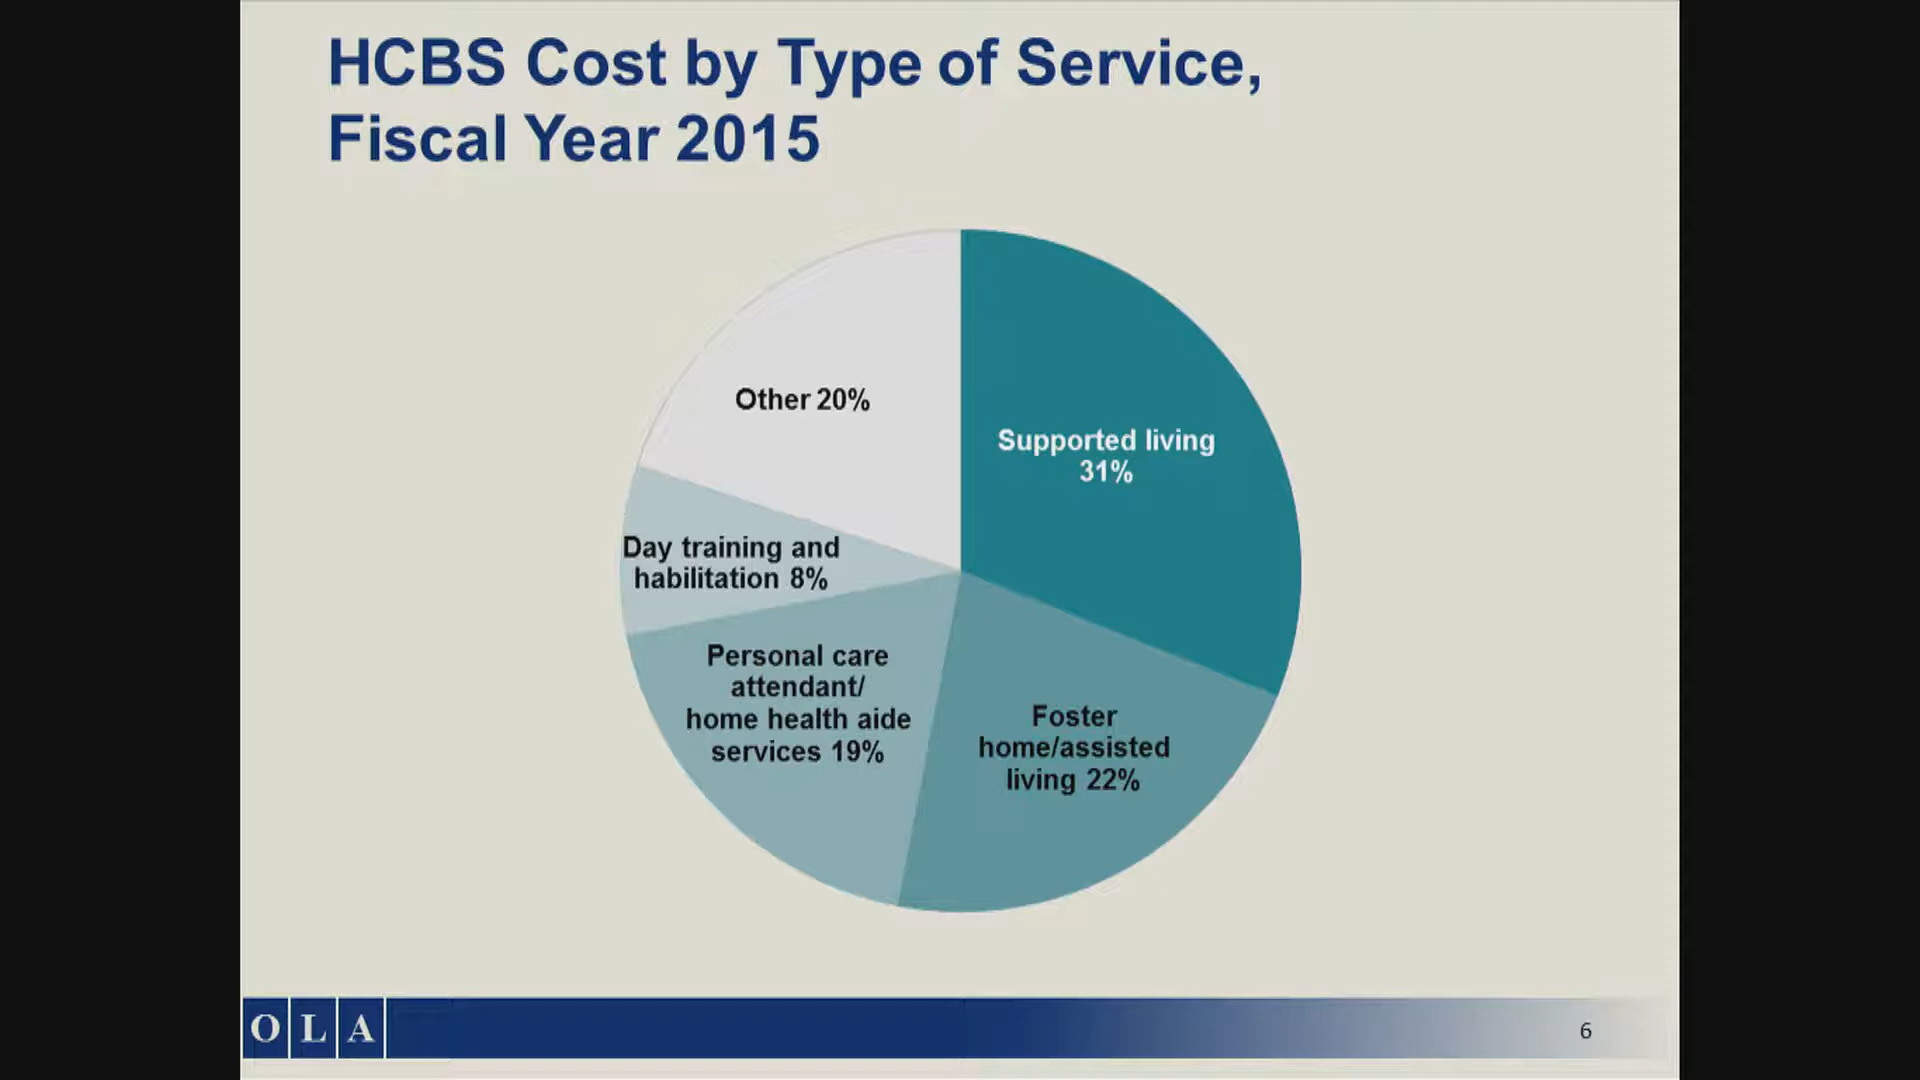 HCBS Cost by Type of Service,
Fiscal Year 2015
Other 20%
Supported living
31%
Day training and
habilitation 8%
Personal care
attendant/
home health aide
services 19%
Foster
home/assisted
living 22%
O L A
6